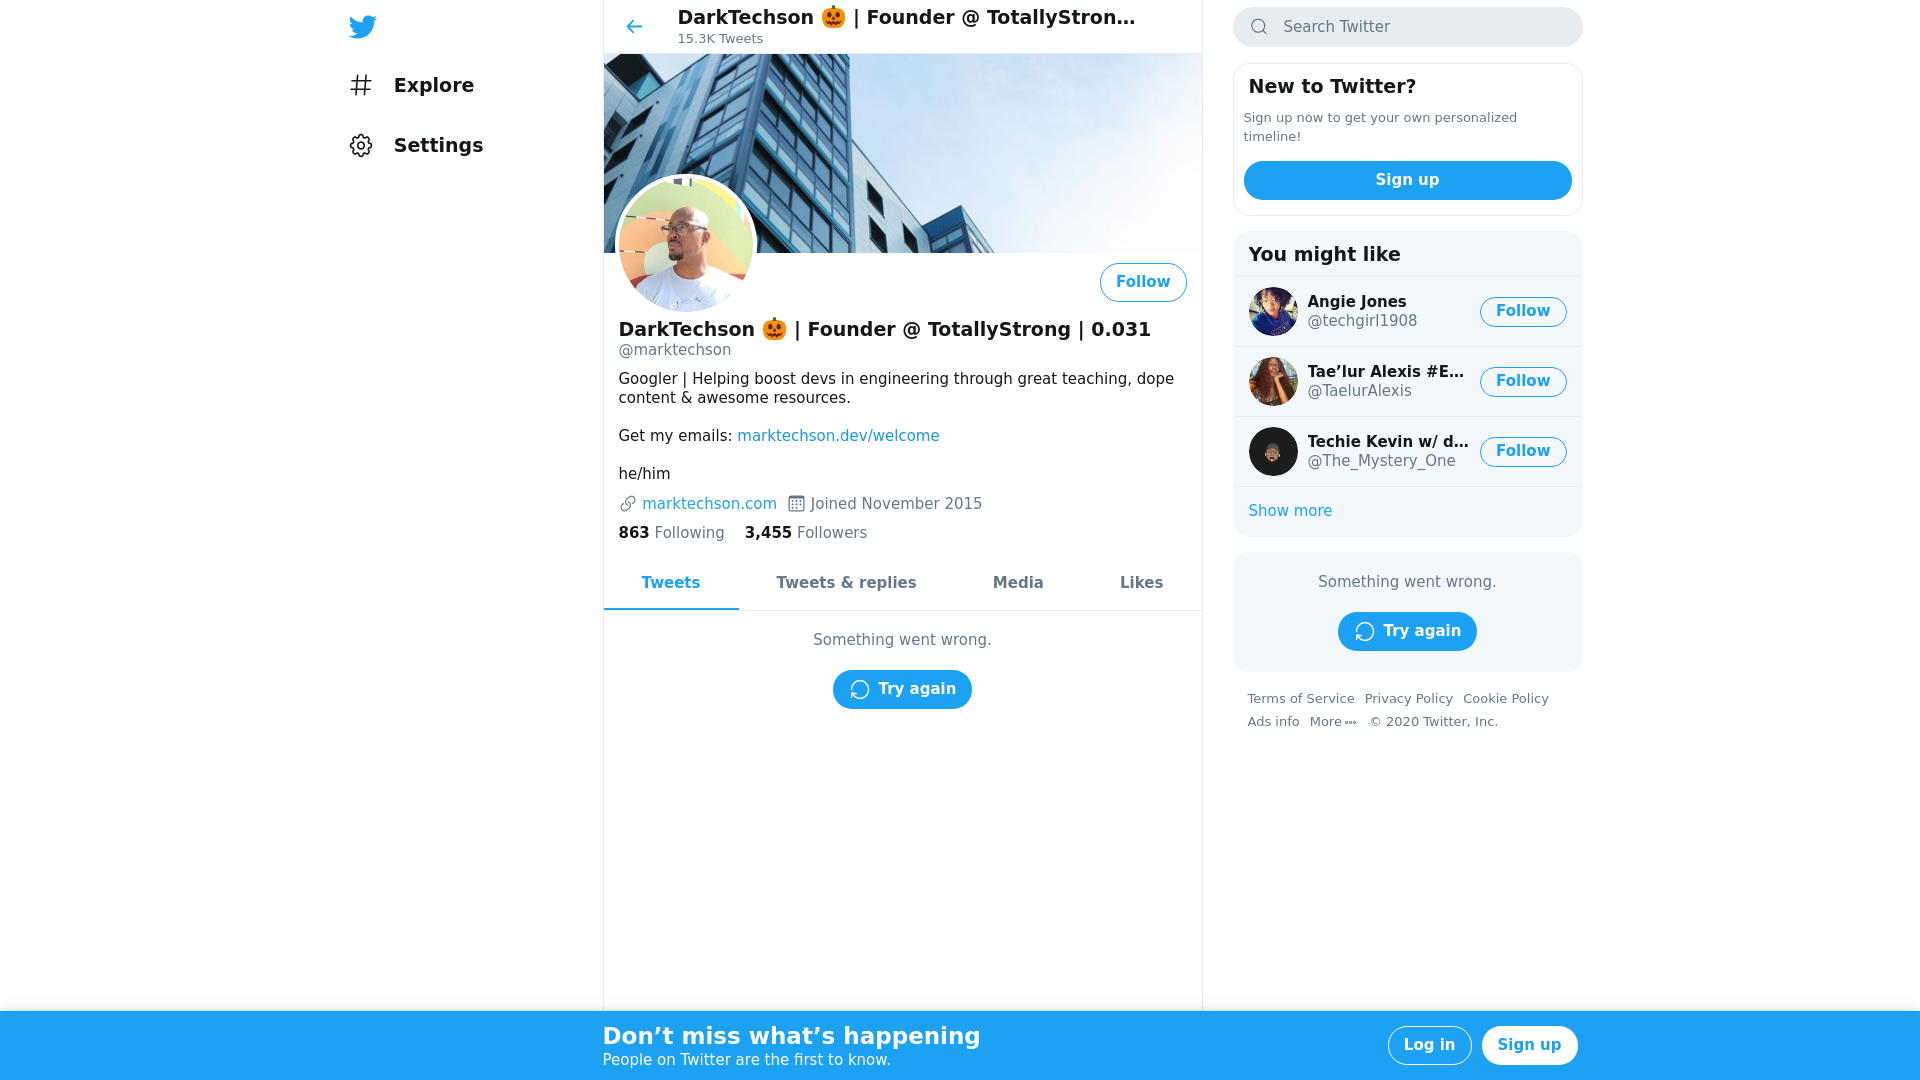 Explore
Settings
DarkTechson 🎃 | Founder @ TotallyStron...
15.3K Tweets
Follow
DarkTechson 🎃 | Founder @ TotallyStrong | 0.031
@marktechson
Googler | Helping boost devs in engineering through great teaching, dope
content & awesome resources.
Get my emails: marktechson.dev/welcome
he/him
marktechson.com Joined November 2015
863 Following 3,455 Followers
Tweets Tweets & replies Media Likes
Something went wrong.
Try again
Search Twitter
New to Twitter?
Sign up now to get your own personalized
timeline!
Sign up
You might like
Angie Jones
@techgirl1908
Follow
Tae’lur Alexis #E...
@TaelurAlexis
Follow
Techie Kevin w/ d...
@The_Mystery_One
Follow
Show more
Something went wrong.
Try again
Terms of Service Privacy Policy Cookie Policy
Ads info More © 2020 Twitter, Inc.
Don’t miss what’s happening
People on Twitter are the first to know.
Log in Sign up